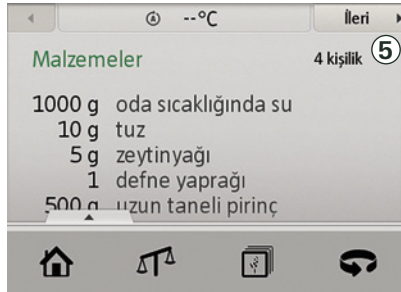 --°C
İleri
Malzemeler
4 kişilik
5
1000 g oda sıcaklığında su
10 g tuz
5 g zeytinyağı
1 defne yaprağı
500 g uzun taneli pirinç